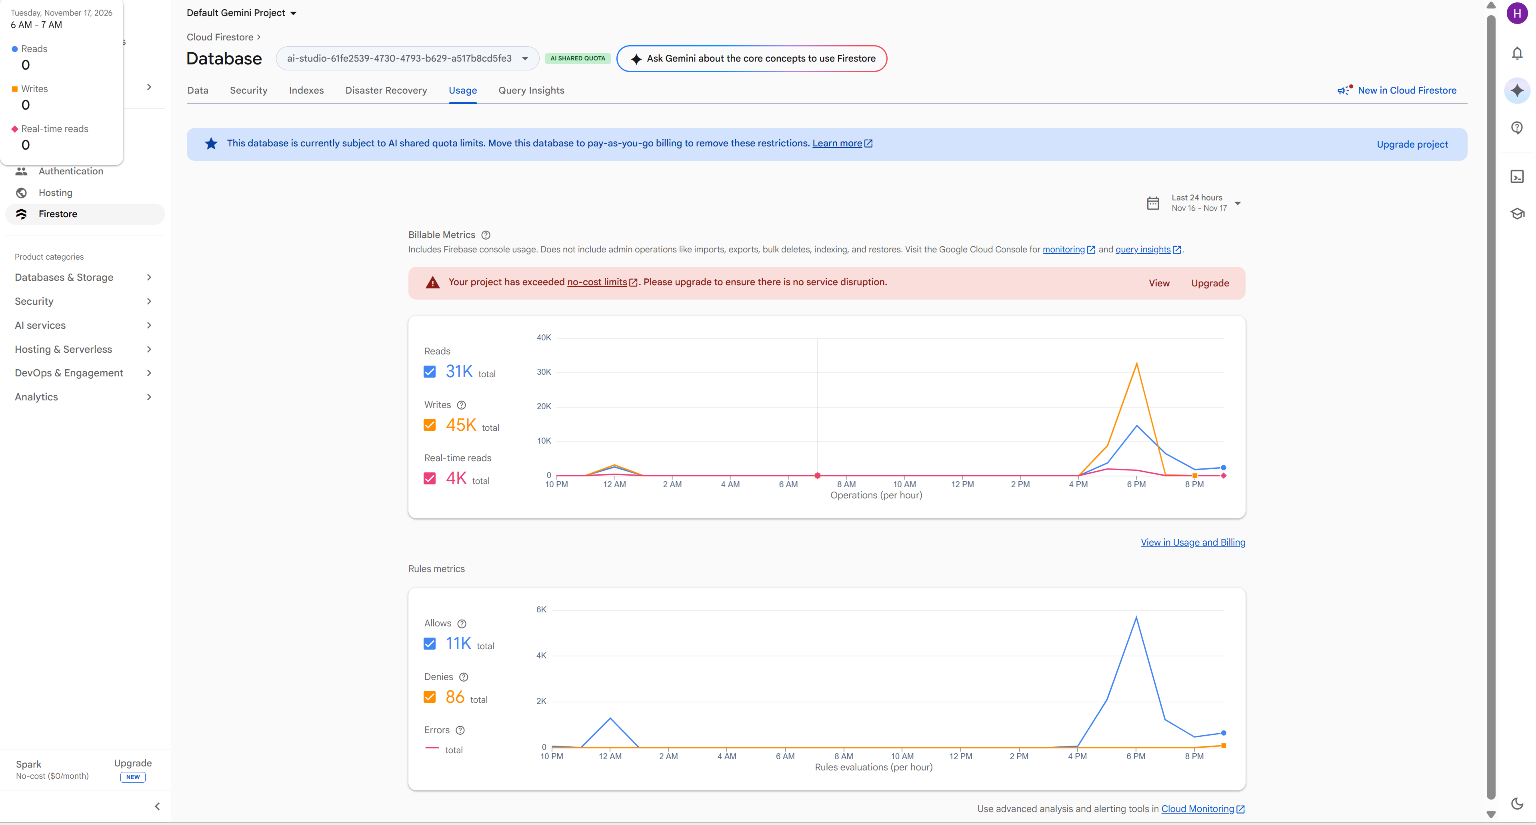 Tuesday, November 17, 2026
6 AM - 7 AM
Reads
0
Writes
0
Real-time reads
0
Authentication
Hosting
Firestore
Product categories
Databases & Storage
Security
AI services
Hosting & Serverless
DevOps & Engagement
Analytics
Spark
No-cost ($0/month)
Upgrade
NEW
Default Gemini Project
Cloud Firestore >
Database
ai-studio-61fe2539-4730-4793-b629-a517b8cd5fe3
AI SHARED QUOTA
Ask Gemini about the core concepts to use Firestore
Data Security Indexes Disaster Recovery Usage Query Insights
New in Cloud Firestore
This database is currently subject to AI shared quota limits. Move this database to pay-as-you-go billing to remove these restrictions. Learn more
Upgrade project
Last 24 hours
Nov 16 - Nov 17
Billable Metrics
Includes Firebase console usage. Does not include admin operations like imports, exports, bulk deletes, indexing, and restores. Visit the Google Cloud Console for monitoring and query insights.
Your project has exceeded no-cost limits. Please upgrade to ensure there is no service disruption.
View
Upgrade
Reads
31K total
Writes
45K total
Real-time reads
4K total
40K
30K
20K
10K
0
10 PM 12 AM 2 AM 4 AM 6 AM 8 AM 10 AM 12 PM 2 PM 4 PM 6 PM 8 PM
Operations (per hour)
View in Usage and Billing
Rules metrics
Allows
11K total
Denies
86 total
Errors
total
6K
4K
2K
0
10 PM 12 AM 2 AM 4 AM 6 AM 8 AM 10 AM 12 PM 2 PM 4 PM 6 PM 8 PM
Rules evaluations (per hour)
Use advanced analysis and alerting tools in Cloud Monitoring
H